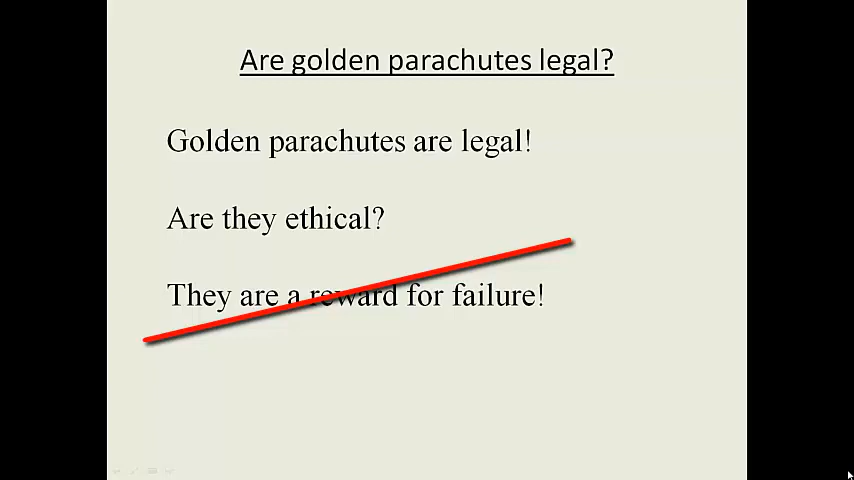 Are golden parachutes legal?
Golden parachutes are legal!
Are they ethical?
They are a reward for failure!